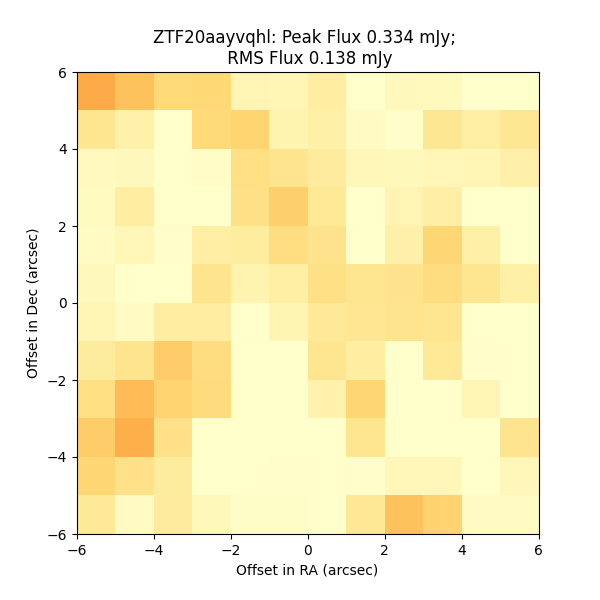 ZTF20aayvqhl: Peak Flux 0.334 mJy;
RMS Flux 0.138 mJy
6
4
2
0
−2
−4
−6
Offset in Dec (arcsec)
−6 −4 −2 0 2 4 6
Offset in RA (arcsec)